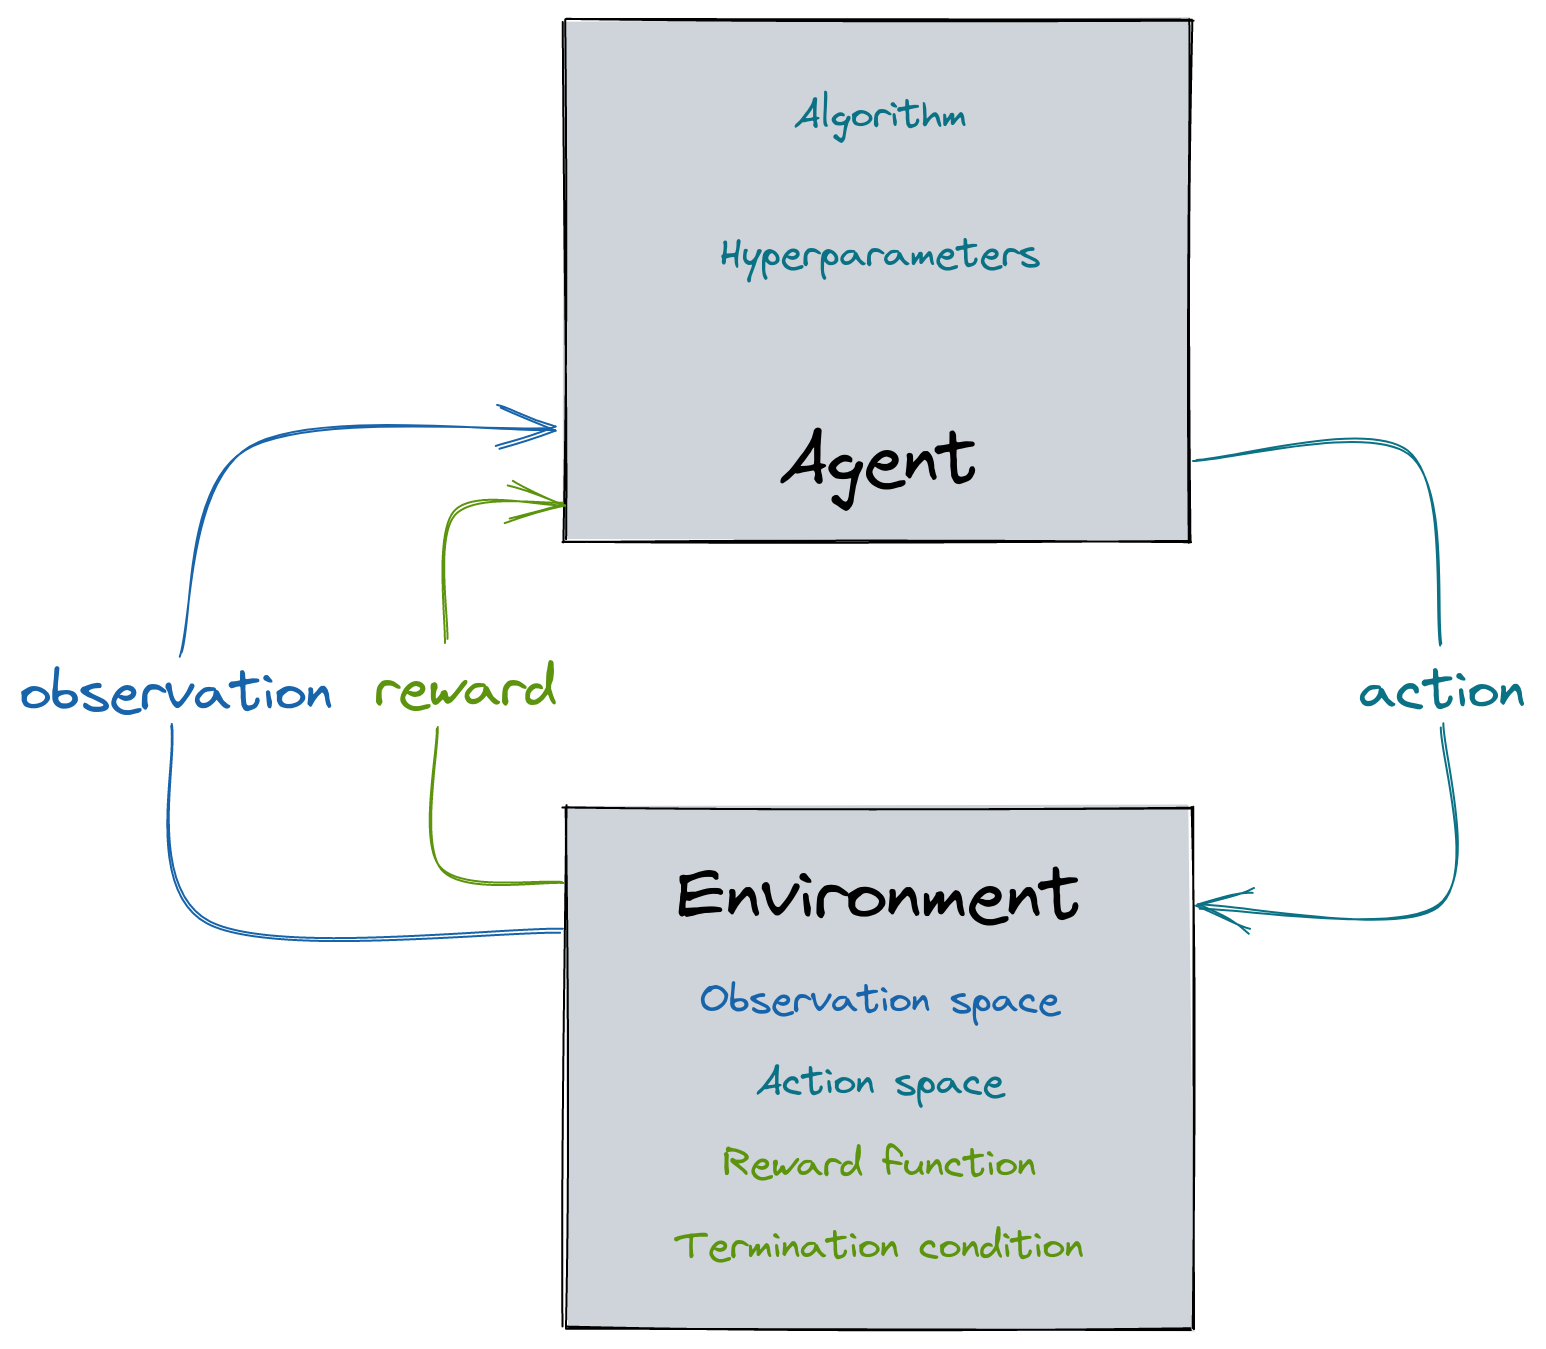 Algorithm
Hyperparameters
Agent
observation
reward
action
Environment
Observation space
Action space
Reward function
Termination condition